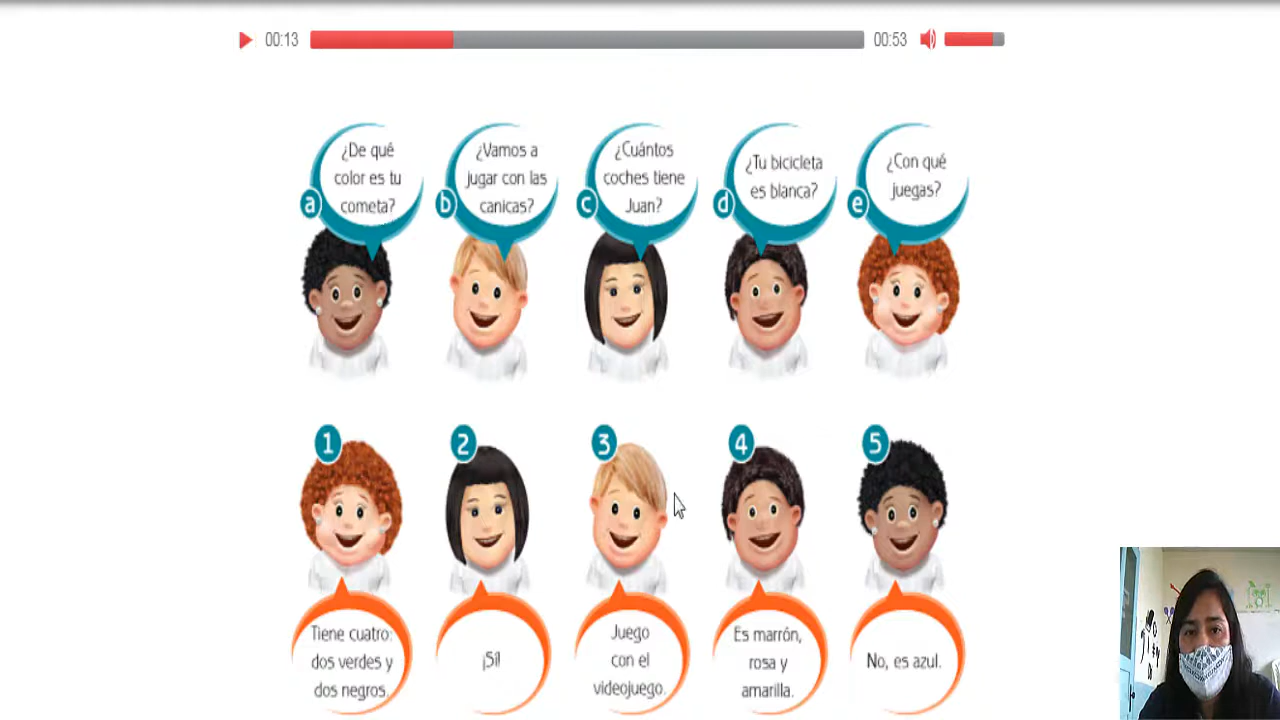 00:13
00:53
¿De qué
color es tu
cometa?
a
¿Vamos a
jugar con las
canicas?
b
¿Cuántos
coches tiene
Juan?
c
¿Tu bicicleta
es blanca?
d
¿Con qué
juegas?
e
1
2
3
4
5
Tiene cuatro:
dos verdes y
dos negros.
¡Sí!
Juego
con el
videojuego.
Es marrón,
rosa y
amarilla.
No, es azul.